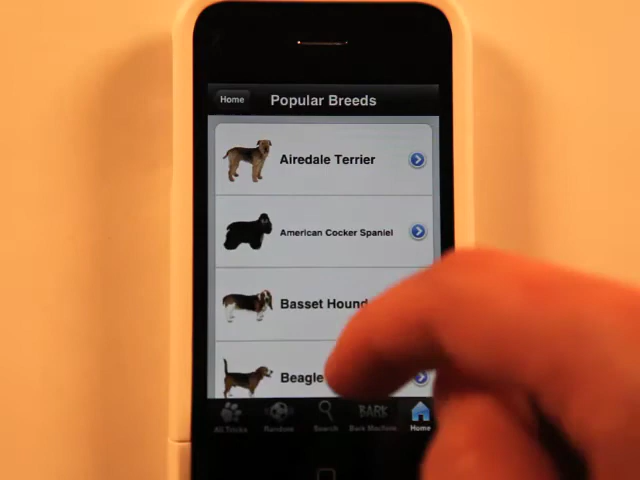 Home
Popular Breeds
Airedale Terrier
American Cocker Spaniel
Basset Hound
Beagle
All Tricks
Random
Search
Bark Machine
BARK
Home